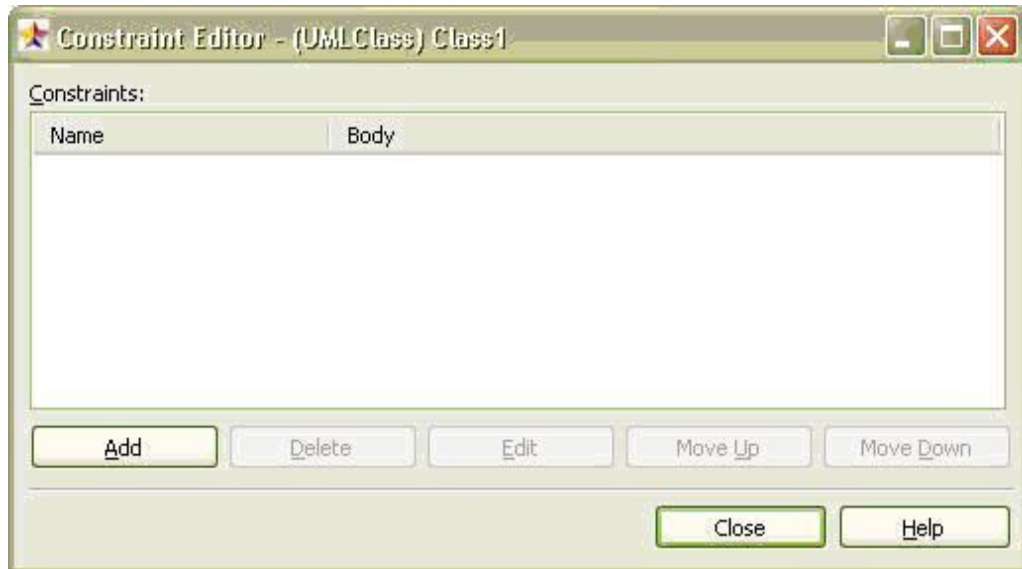 Constraint Editor - (UMLClass) Class1
Constraints:
Name Body
Add Delete Edit Move Up Move Down
Close Help